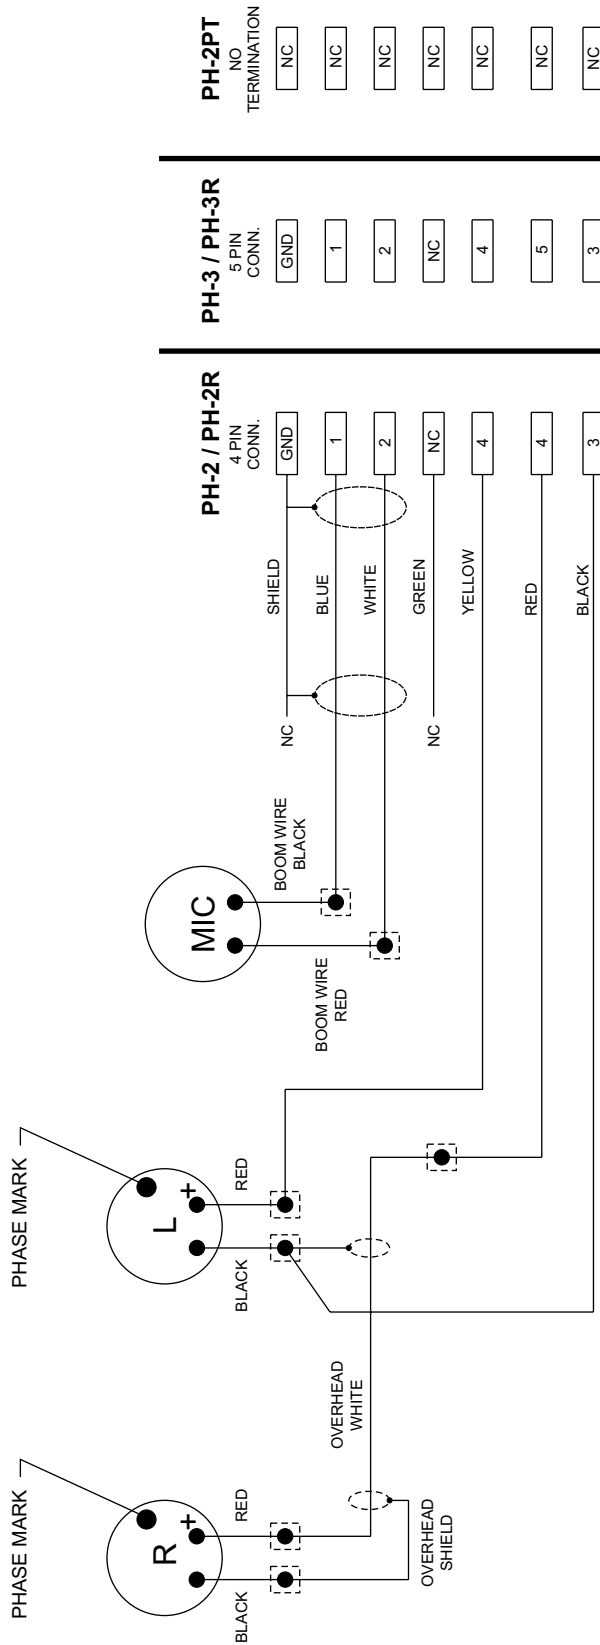 PHASE MARK
R
+
BLACK
RED
OVERHEAD
SHIELD
OVERHEAD
WHITE
PHASE MARK
L
+
BLACK
RED
MIC
BOOM WIRE
RED
BOOM WIRE
BLACK
NC
NC
SHIELD
BLUE
WHITE
GREEN
YELLOW
RED
BLACK
PH-2 / PH-2R
4 PIN
CONN.
GND
1
2
NC
4
4
3
PH-3 / PH-3R
5 PIN
CONN.
GND
1
2
NC
4
5
3
PH-2PT
NO
TERMINATION
NC
NC
NC
NC
NC
NC
NC